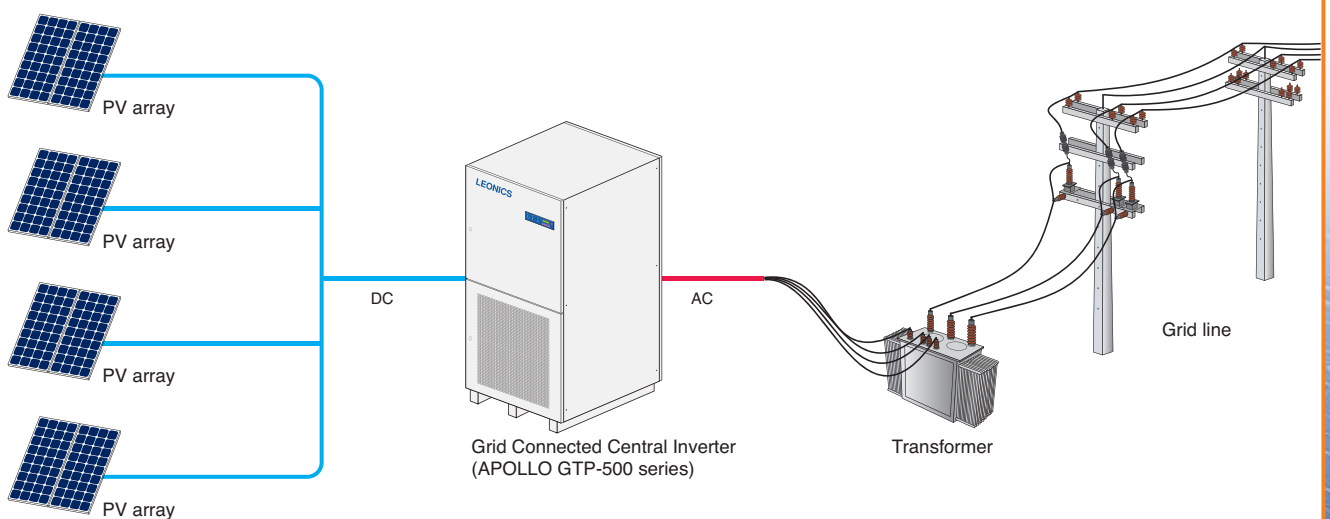 PV array
PV array
PV array
PV array
DC
LEONICS
AC
Grid Connected Central Inverter
(APOLLO GTP-500 series)
Transformer
Grid line